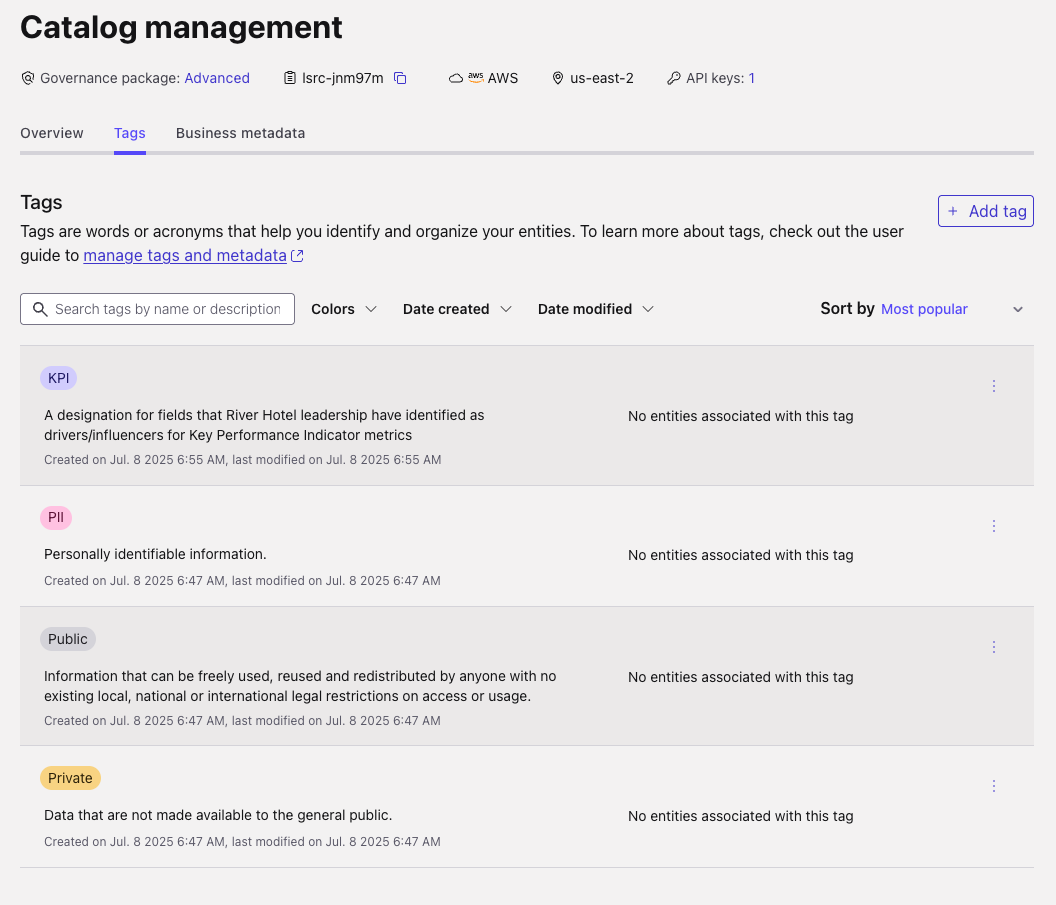 Catalog management
Governance package: Advanced lsrc-jnm97m aws AWS us-east-2 API keys: 1
Overview Tags Business metadata
Tags
+ Add tag
Tags are words or acronyms that help you identify and organize your entities. To learn more about tags, check out the user
guide to manage tags and metadata
Search tags by name or description Colors Date created Date modified Sort by Most popular
KPI
A designation for fields that River Hotel leadership have identified as
drivers/influencers for Key Performance Indicator metrics
No entities associated with this tag
Created on Jul. 8 2025 6:55 AM, last modified on Jul. 8 2025 6:55 AM
PII
Personally identifiable information.
No entities associated with this tag
Created on Jul. 8 2025 6:47 AM, last modified on Jul. 8 2025 6:47 AM
Public
Information that can be freely used, reused and redistributed by anyone with no
existing local, national or international legal restrictions on access or usage.
No entities associated with this tag
Created on Jul. 8 2025 6:47 AM, last modified on Jul. 8 2025 6:47 AM
Private
Data that are not made available to the general public.
No entities associated with this tag
Created on Jul. 8 2025 6:47 AM, last modified on Jul. 8 2025 6:47 AM